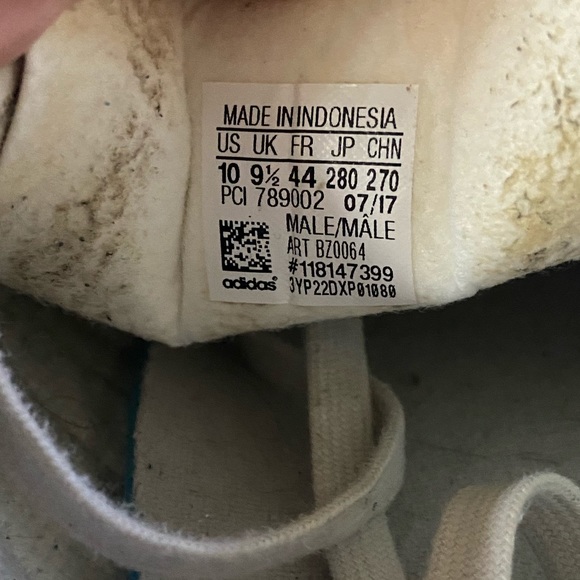 MADE IN INDONESIA
US UK FR JP CHN
10 9½ 44 280 270
PCI 789002 07/17
MALE/MÂLE
ART BZ0064
#118147399
adidas 3YP22DXP01080